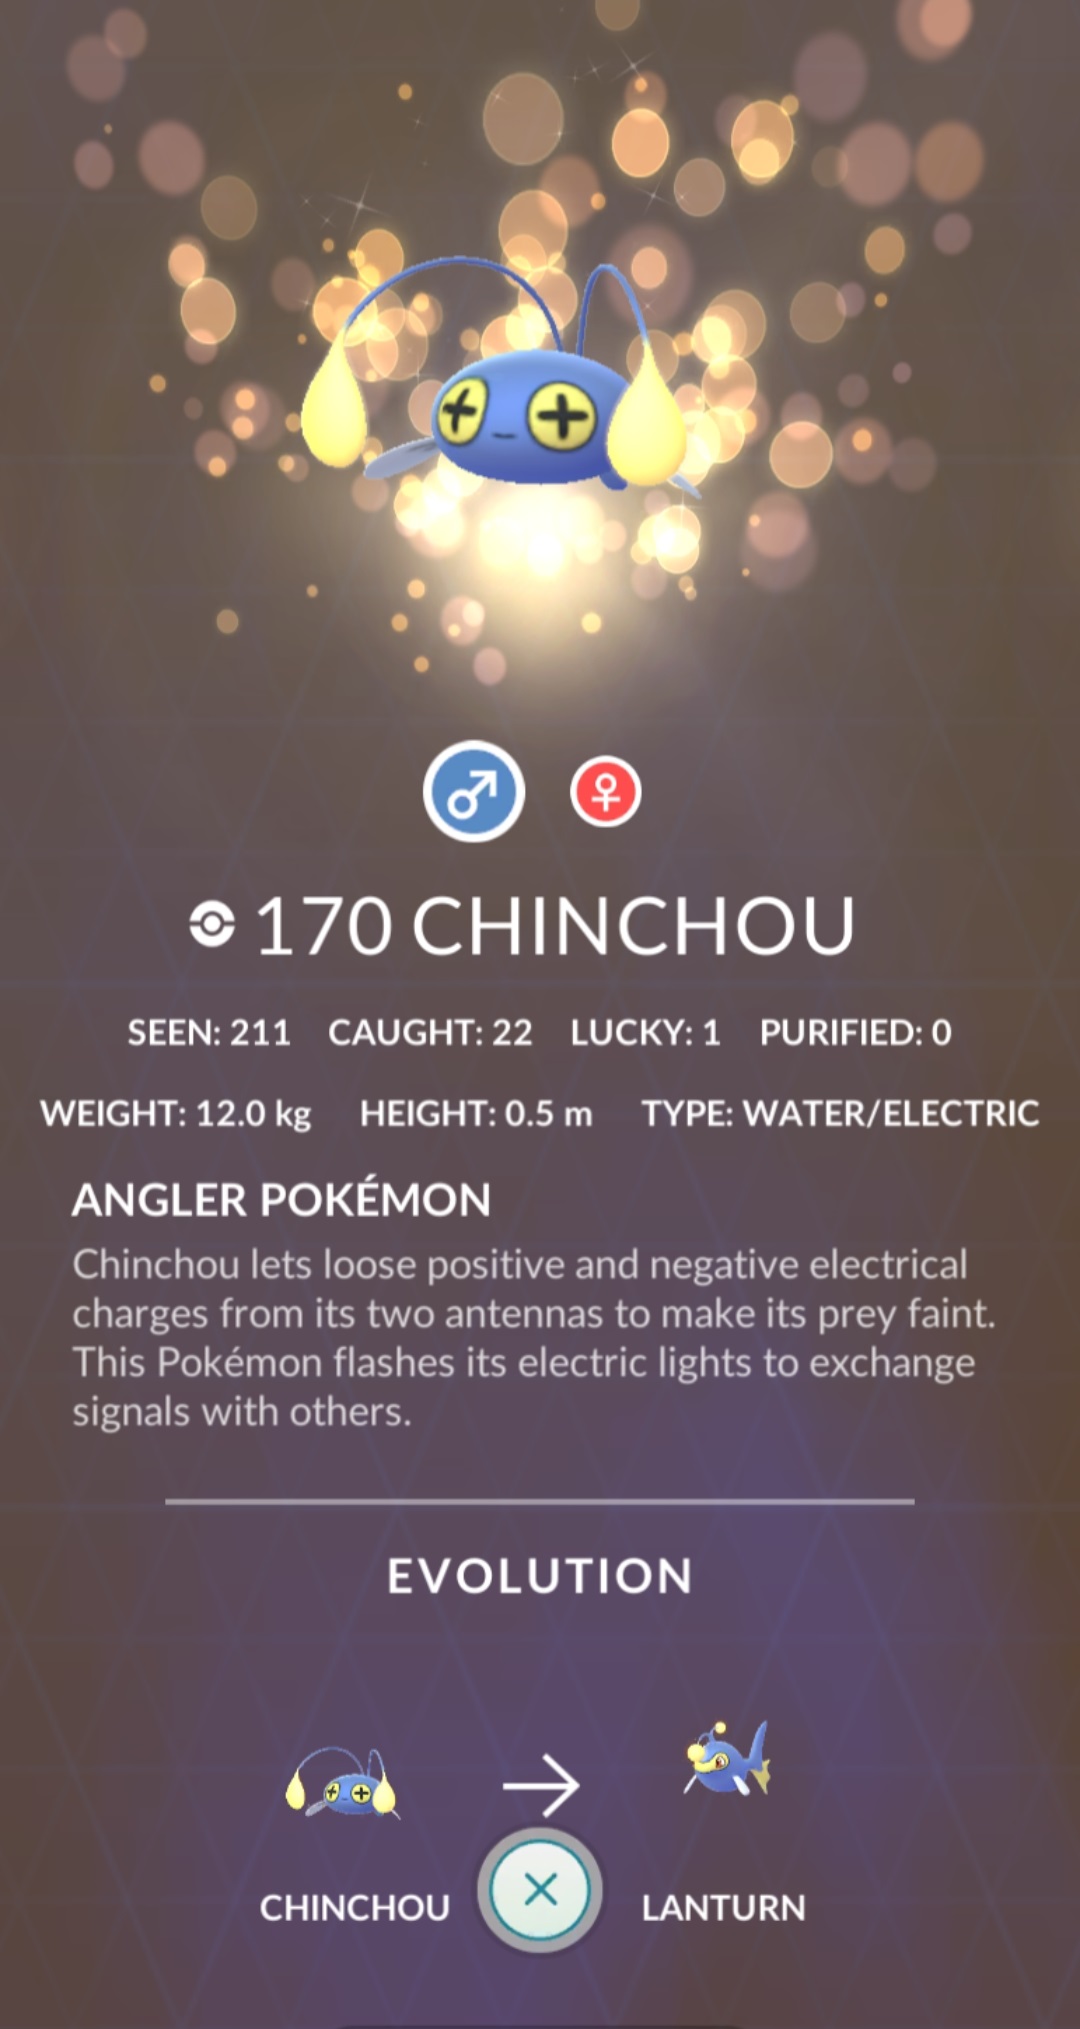 170 CHINCHOU
SEEN: 211 CAUGHT: 22 LUCKY: 1 PURIFIED: 0
WEIGHT: 12.0 kg HEIGHT: 0.5 m TYPE: WATER/ELECTRIC
ANGLER POKÉMON
Chinchou lets loose positive and negative electrical
charges from its two antennas to make its prey faint.
This Pokémon flashes its electric lights to exchange
signals with others.
EVOLUTION
CHINCHOU LANTURN